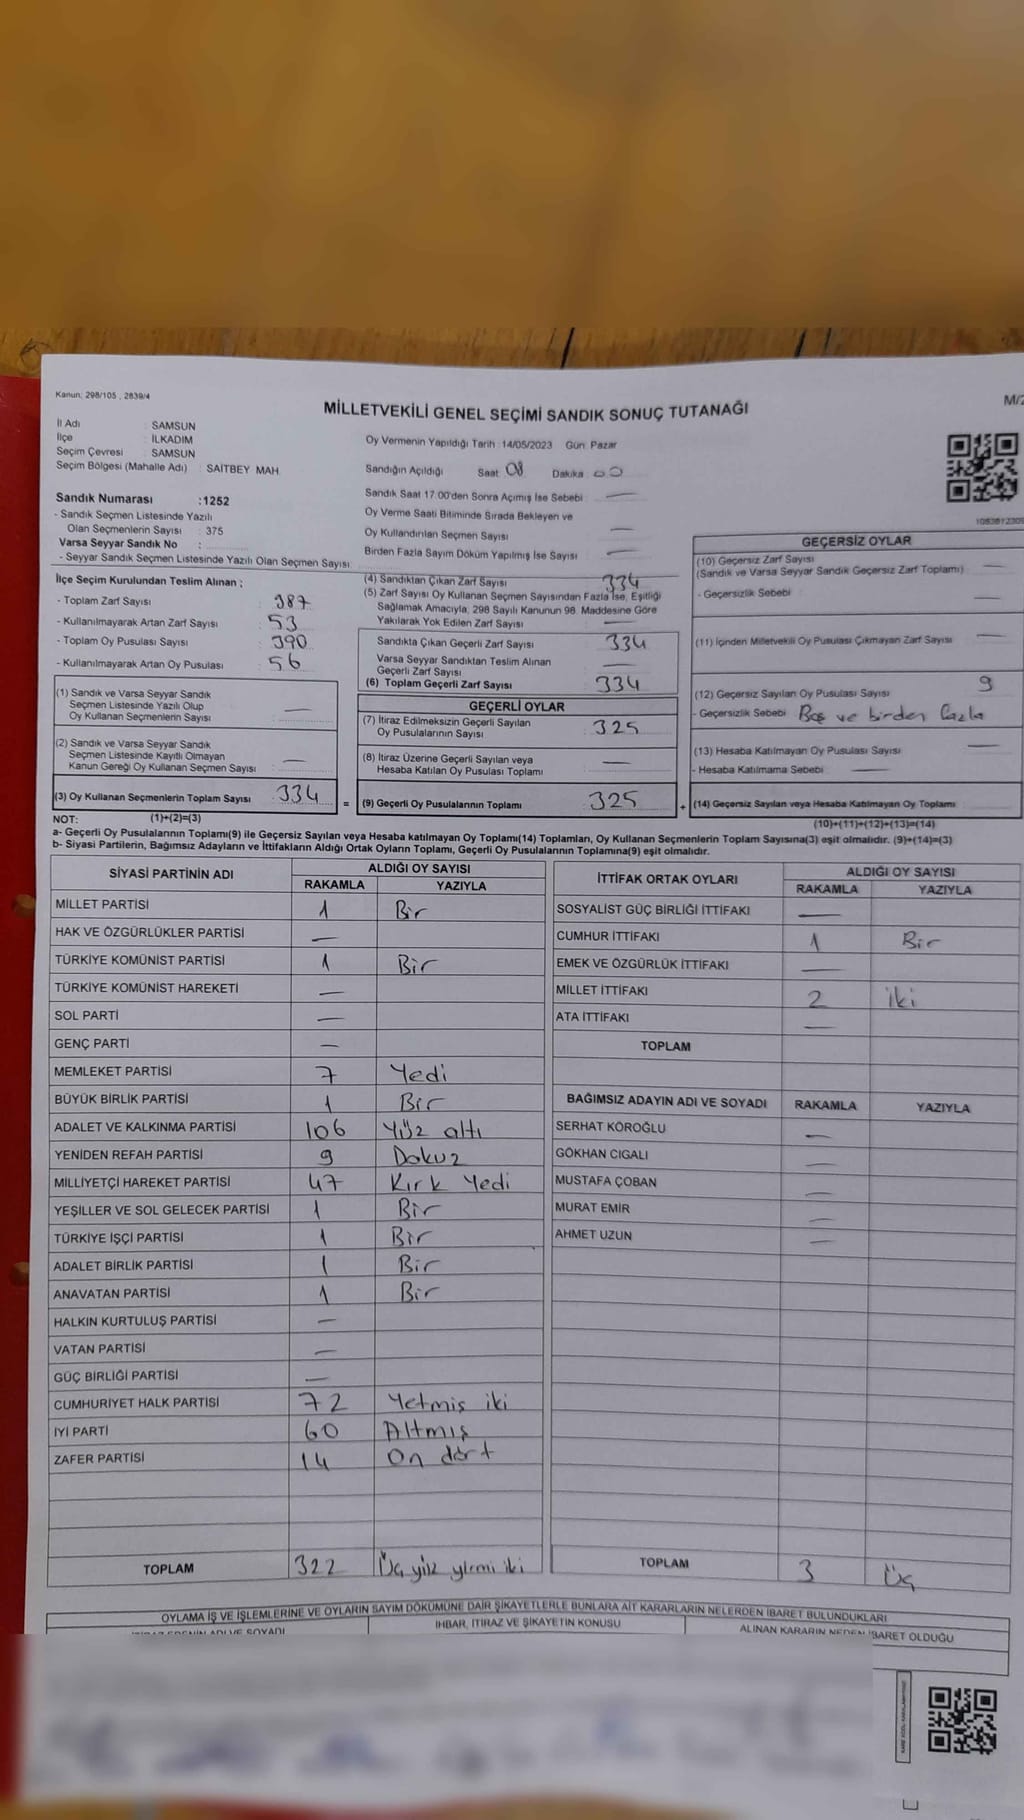 Kanun; 298/105 , 2839/4
MİLLETVEKİLİ GENEL SEÇİMİ SANDIK SONUÇ TUTANAĞI
M/2
İl Adı : SAMSUN
İlçe : İLKADIM
Seçim Çevresi : SAMSUN
Seçim Bölgesi (Mahalle Adı) : SAİTBEY MAH.
Oy Vermenin Yapıldığı Tarih :14/05/2023 Gün: Pazar
Sandığın Açıldığı Saat 08 Dakika 00
Sandık Saat 17.00'den Sonra Açımış İse Sebebi —
Oy Verme Saati Bitiminde Sırada Bekleyen ve
Oy Kullandırılan Seçmen Sayısı —
Birden Fazla Sayım Döküm Yapılmış İse Sayısı —
Sandık Numarası :1252
- Sandık Seçmen Listesinde Yazılı
Olan Seçmenlerin Sayısı : 375
Varsa Seyyar Sandık No :
- Seyyar Sandık Seçmen Listesinde Yazılı Olan Seçmen Sayısı:
İlçe Seçim Kurulundan Teslim Alınan ;
- Toplam Zarf Sayısı : 387
- Kullanılmayarak Artan Zarf Sayısı : 53
- Toplam Oy Pusulası Sayısı : 390
- Kullanılmayarak Artan Oy Pusulası : 56
(1) Sandık ve Varsa Seyyar Sandık
Seçmen Listesinde Yazılı Olup
Oy Kullanan Seçmenlerin Sayısı : —
(2) Sandık ve Varsa Seyyar Sandık
Seçmen Listesinde Kayıtlı Olmayan
Kanun Gereği Oy Kullanan Seçmen Sayısı : —
(3) Oy Kullanan Seçmenlerin Toplam Sayısı : 334 =
(4) Sandıktan Çıkan Zarf Sayısı 334
(5) Zarf Sayısı Oy Kullanan Seçmen Sayısından Fazla İse, Eşitliği
Sağlamak Amacıyla, 298 Sayılı Kanunun 98. Maddesine Göre
Yakılarak Yok Edilen Zarf Sayısı : —
Sandıkta Çıkan Geçerli Zarf Sayısı : 334
Varsa Seyyar Sandıktan Teslim Alınan
Geçerli Zarf Sayısı : —
(6) Toplam Geçerli Zarf Sayısı : 334
GEÇERLİ OYLAR
(7) İtiraz Edilmeksizin Geçerli Sayılan
Oy Pusulalarının Sayısı : 325
(8) İtiraz Üzerine Geçerli Sayılan veya
Hesaba Katılan Oy Pusulası Toplamı : —
(9) Geçerli Oy Pusulalarının Toplamı : 325 +
GEÇERSİZ OYLAR
(10) Geçersiz Zarf Sayısı
(Sandık ve Varsa Seyyar Sandık Geçersiz Zarf Toplamı) —
- Geçersizlik Sebebi : —
(11) İçinden Milletvekili Oy Pusulası Çıkmayan Zarf Sayısı —
(12) Geçersiz Sayılan Oy Pusulası Sayısı 9
- Geçersizlik Sebebi : Boş ve birden fazla
(13) Hesaba Katılmayan Oy Pusulası Sayısı —
- Hesaba Katılmama Sebebi —
(14) Geçersiz Sayılan veya Hesaba Katılmayan Oy Toplamı
NOT: (1)+(2)=(3)
(10)+(11)+(12)+(13)=(14)
a- Geçerli Oy Pusulalarının Toplamı(9) ile Geçersiz Sayılan veya Hesaba katılmayan Oy Toplamı(14) Toplamları, Oy Kullanan Seçmenlerin Toplam Sayısına(3) eşit olmalıdır. (9)+(14)=(3)
b- Siyasi Partilerin, Bağımsız Adayların ve İttifakların Aldığı Ortak Oyların Toplamı, Geçerli Oy Pusulalarının Toplamına(9) eşit olmalıdır.
SİYASİ PARTİNİN ADI ALDIĞI OY SAYISI
RAKAMLA YAZIYLA
MİLLET PARTİSİ 1 Bir
HAK VE ÖZGÜRLÜKLER PARTİSİ —
TÜRKİYE KOMÜNİST PARTİSİ 1 Bir
TÜRKİYE KOMÜNİST HAREKETİ —
SOL PARTİ —
GENÇ PARTİ —
MEMLEKET PARTİSİ 7 Yedi
BÜYÜK BİRLİK PARTİSİ 1 Bir
ADALET VE KALKINMA PARTİSİ 106 Yüz altı
YENİDEN REFAH PARTİSİ 9 Dokuz
MİLLİYETÇİ HAREKET PARTİSİ 47 Kırk Yedi
YEŞİLLER VE SOL GELECEK PARTİSİ 1 Bir
TÜRKİYE İŞÇİ PARTİSİ 1 Bir
ADALET BİRLİK PARTİSİ 1 Bir
ANAVATAN PARTİSİ 1 Bir
HALKIN KURTULUŞ PARTİSİ —
VATAN PARTİSİ —
GÜÇ BİRLİĞİ PARTİSİ —
CUMHURİYET HALK PARTİSİ 72 Yetmiş iki
İYİ PARTİ 60 Altmış
ZAFER PARTİSİ 14 On dört
TOPLAM 322 Üç yüz yirmi iki
İTTİFAK ORTAK OYLARI ALDIĞI OY SAYISI
RAKAMLA YAZIYLA
SOSYALİST GÜÇ BİRLİĞİ İTTİFAKI —
CUMHUR İTTİFAKI 1 Bir
EMEK VE ÖZGÜRLÜK İTTİFAKI —
MİLLET İTTİFAKI 2 iki
ATA İTTİFAKI —
TOPLAM
BAĞIMSIZ ADAYIN ADI VE SOYADI RAKAMLA YAZIYLA
SERHAT KÖROĞLU —
GÖKHAN CIGALI —
MUSTAFA ÇOBAN —
MURAT EMİR —
AHMET UZUN —
TOPLAM 3 üç
OYLAMA İŞ VE İŞLEMLERİNE VE OYLARIN SAYIM DÖKÜMÜNE DAİR ŞİKAYETLERLE BUNLARA AİT KARARLARIN NELERDEN İBARET BULUNDUKLARI
İHBAR, İTİRAZ VE ŞİKAYETİN KONUSU
ALINAN KARARIN NEDEN İBARET OLDUĞU